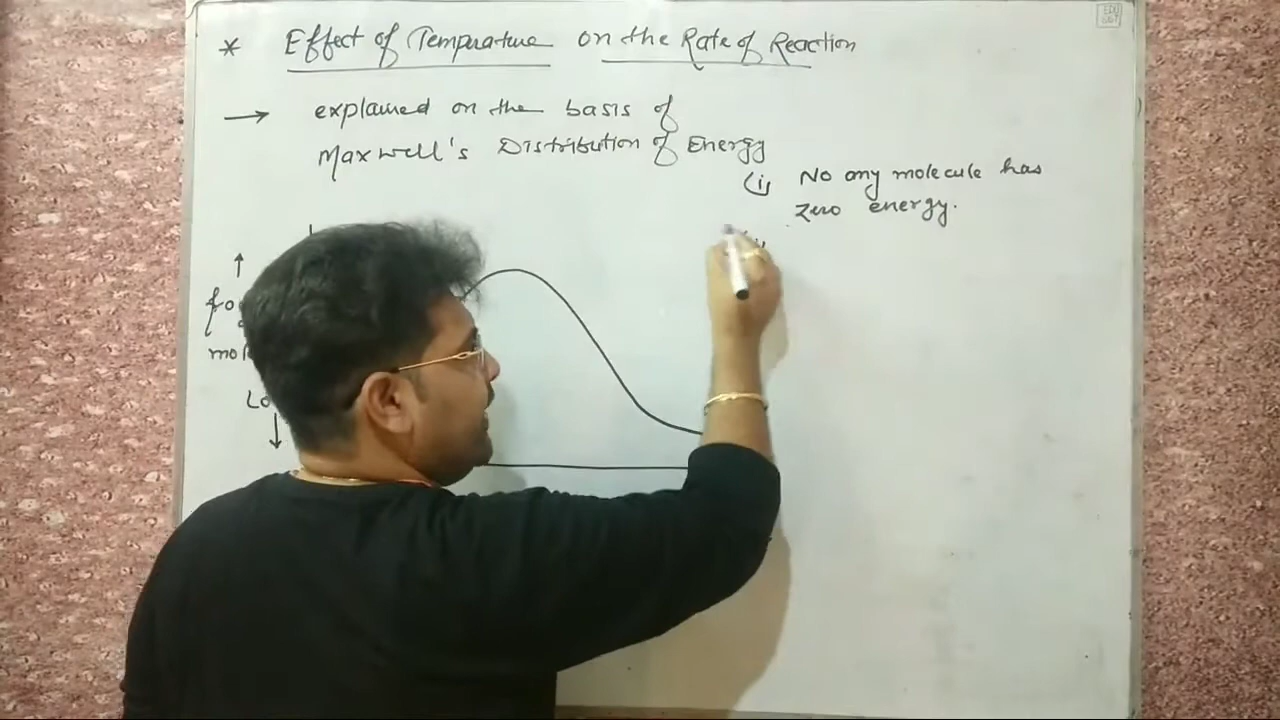 * Effect of Temperature on the Rate of Reaction
→ explained on the basis of
Maxwell's Distribution of Energy
(i) No any molecule has
Zero energy.